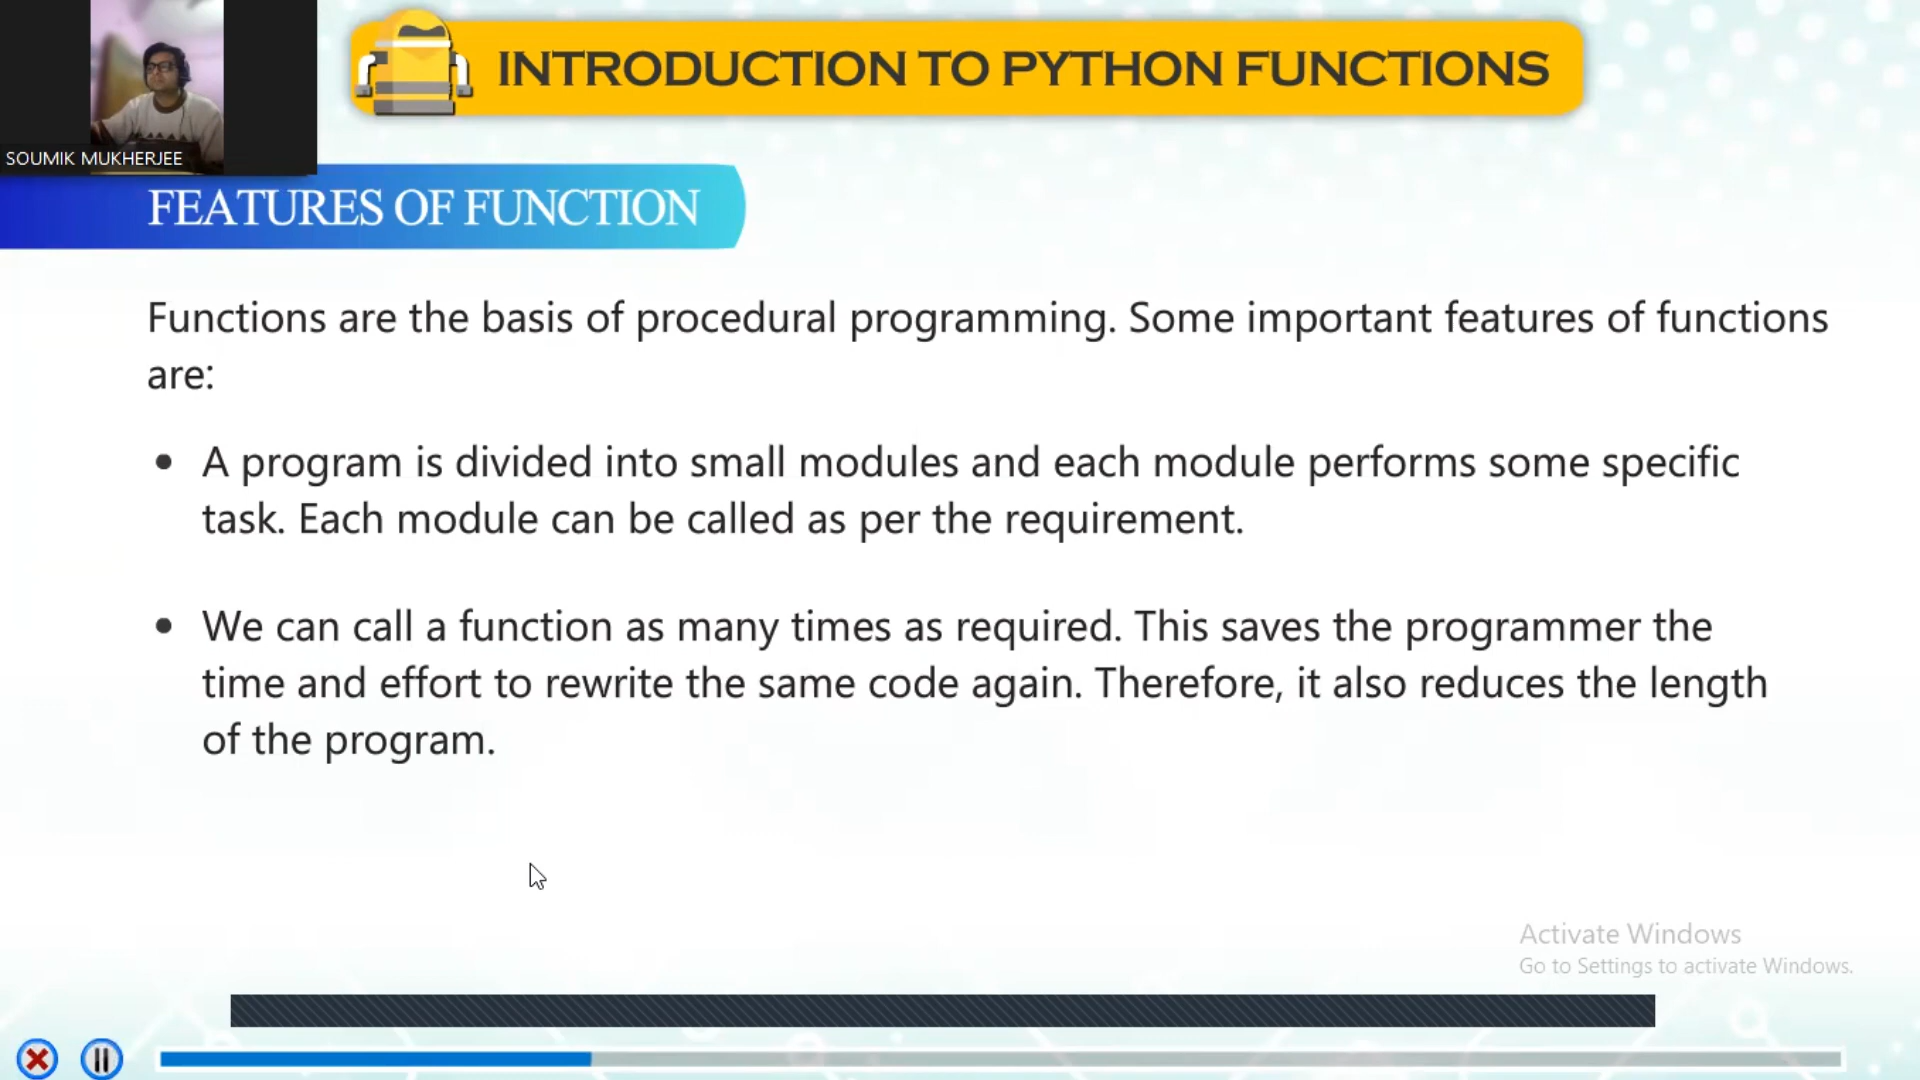 INTRODUCTION TO PYTHON FUNCTIONS
SOUMIK MUKHERJEE
FEATURES OF FUNCTION
Functions are the basis of procedural programming. Some important features of functions
are:
• A program is divided into small modules and each module performs some specific
task. Each module can be called as per the requirement.
• We can call a function as many times as required. This saves the programmer the
time and effort to rewrite the same code again. Therefore, it also reduces the length
of the program.
Activate Windows
Go to Settings to activate Windows.